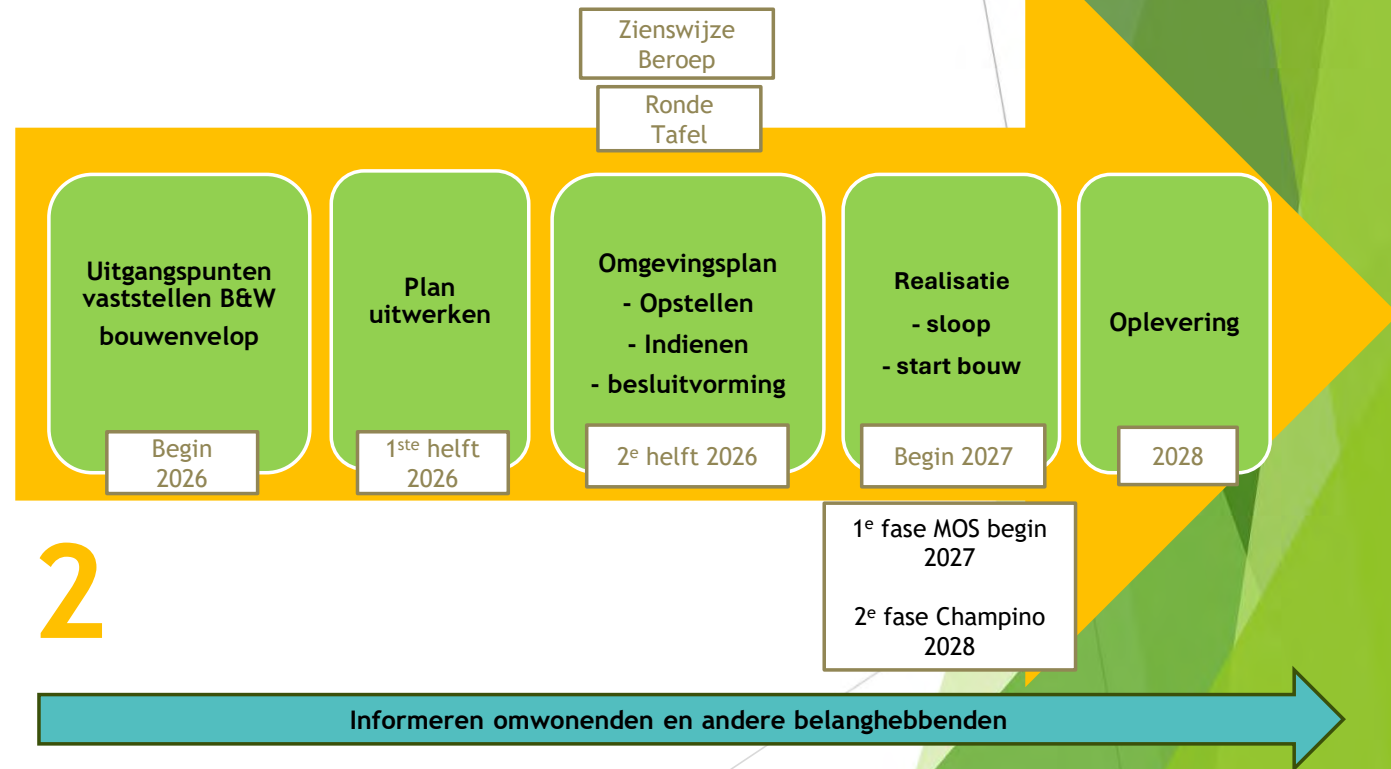 Zienswijze
Beroep
Ronde
Tafel
Uitgangspunten
vaststellen B&W
bouwenvelop
Begin
2026
Plan
uitwerken
1ste helft
2026
Omgevingsplan
- Opstellen
- Indienen
- besluitvorming
2e helft 2026
Realisatie
- sloop
- start bouw
Begin 2027
Oplevering
2028
1e fase MOS begin
2027
2e fase Champino
2028
2
Informeren omwonenden en andere belanghebbenden